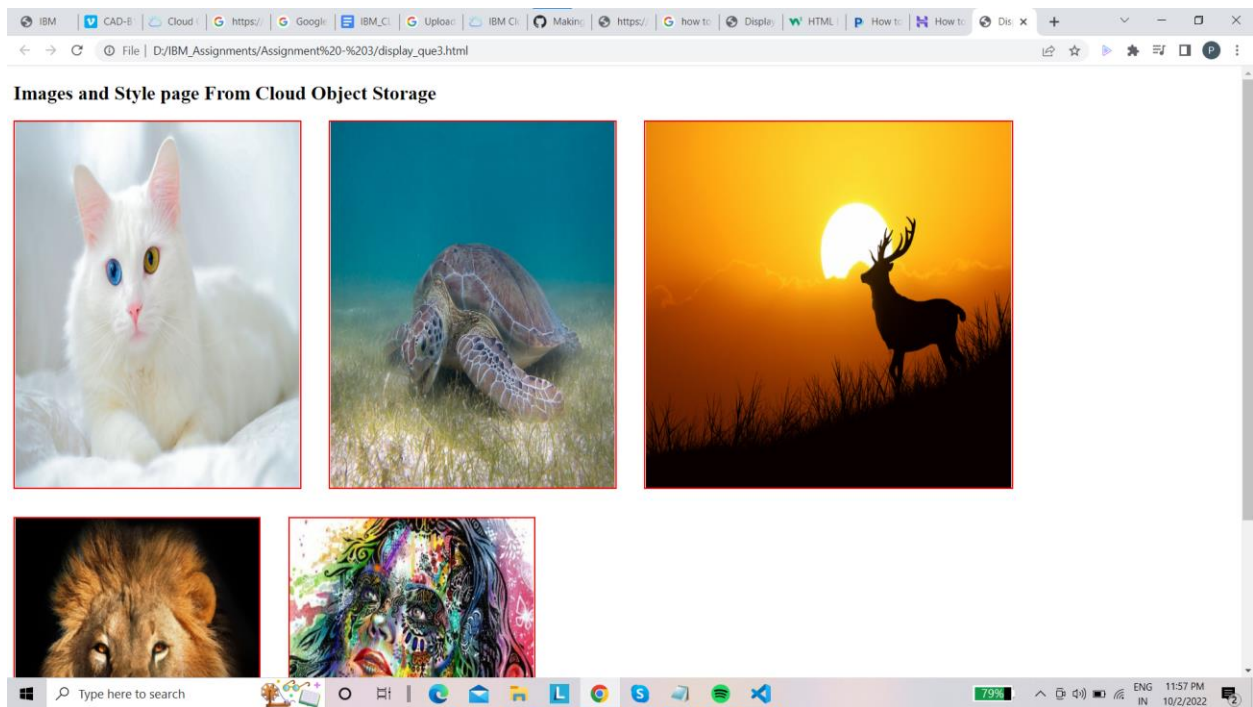 IBM CAD-B Cloud ( https:// Google IBM_CL Upload IBM Cl Making https:/ how to Display HTML How to How to Dis
File D:/IBM_Assignments/Assignment%20-%203/display_que3.html
P
Images and Style page From Cloud Object Storage
Type here to search
79%
ENG 11:57 PM
IN 10/2/2022
2